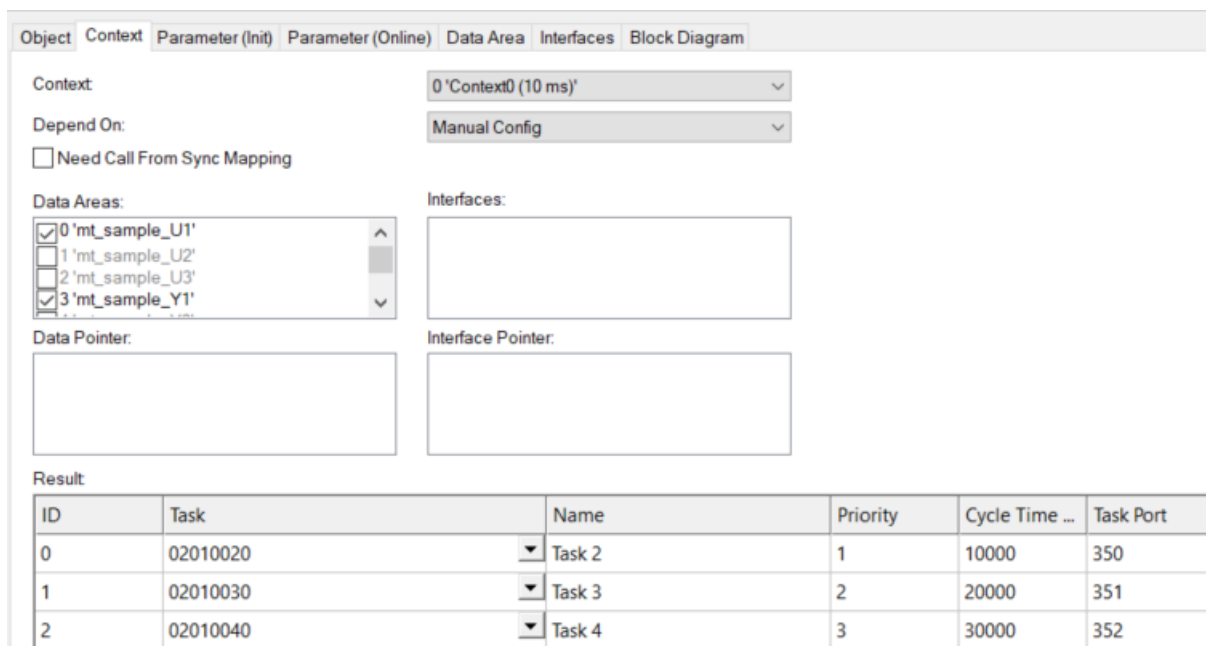 Object Context Parameter (Init) Parameter (Online) Data Area Interfaces Block Diagram
Context: 0 'Context0 (10 ms)'
Depend On: Manual Config
Need Call From Sync Mapping
Data Areas: Interfaces:
0 'mt_sample_U1'
1 'mt_sample_U2'
2 'mt_sample_U3'
3 'mt_sample_Y1'
Data Pointer: Interface Pointer:
Result:
ID Task Name Priority Cycle Time ... Task Port
0 02010020 Task 2 1 10000 350
1 02010030 Task 3 2 20000 351
2 02010040 Task 4 3 30000 352